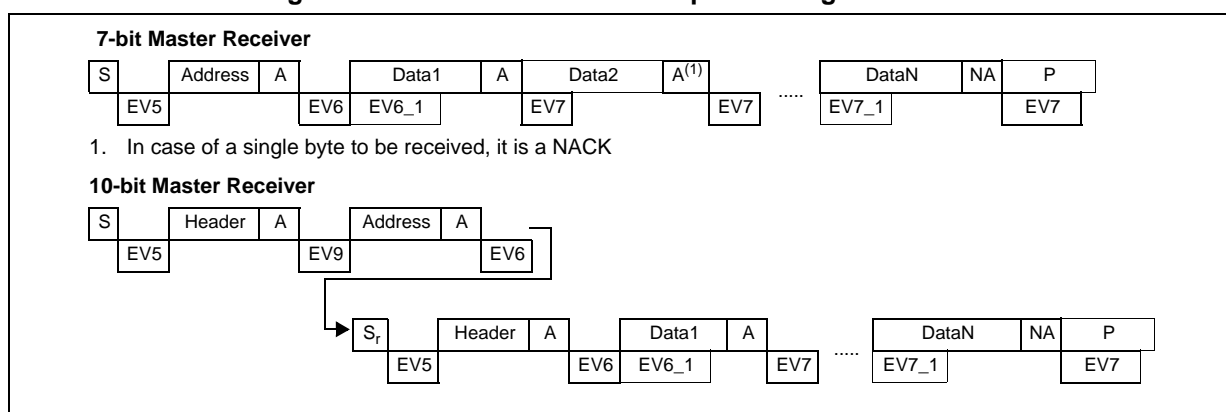 7-bit Master Receiver
S Address A Data1 A Data2 A(1) ..... DataN NA P
EV5 EV6 EV6_1 EV7 EV7 EV7_1 EV7
1. In case of a single byte to be received, it is a NACK
10-bit Master Receiver
S Header A Address A
EV5 EV9 EV6
Sr Header A Data1 A ..... DataN NA P
EV5 EV6 EV6_1 EV7 EV7_1 EV7